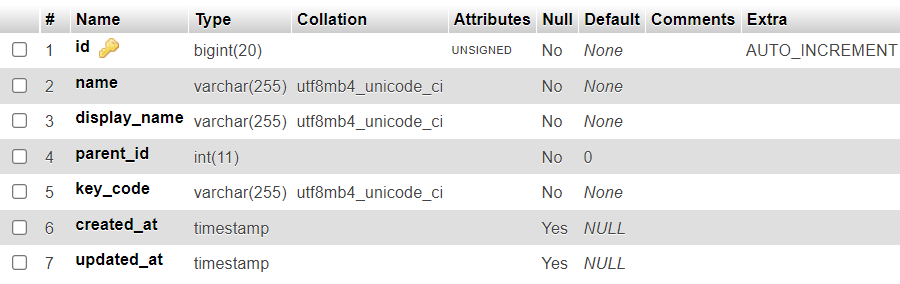 # Name Type Collation Attributes Null Default Comments Extra
1 id bigint(20) UNSIGNED No None AUTO_INCREMENT
2 name varchar(255) utf8mb4_unicode_ci No None
3 display_name varchar(255) utf8mb4_unicode_ci No None
4 parent_id int(11) No 0
5 key_code varchar(255) utf8mb4_unicode_ci No None
6 created_at timestamp Yes NULL
7 updated_at timestamp Yes NULL